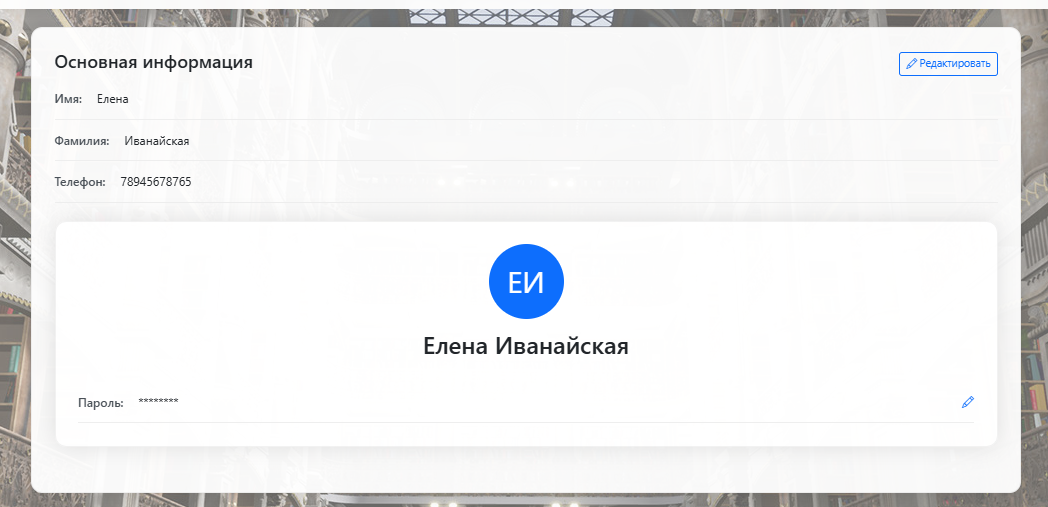 Основная информация
Редактировать
Имя: Елена
Фамилия: Иванайская
Телефон: 78945678765
ЕИ
Елена Иванайская
Пароль: ********